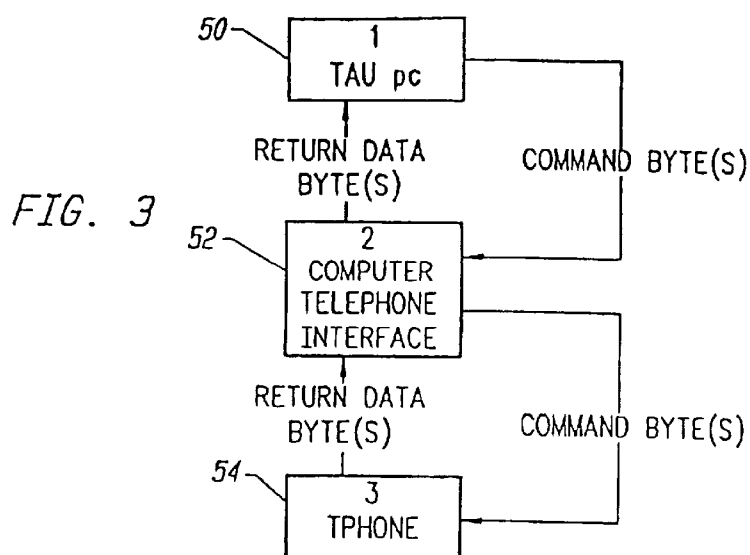 50
1
TAU pc
RETURN DATA
BYTE(S)
COMMAND BYTE(S)
FIG. 3
52
2
COMPUTER
TELEPHONE
INTERFACE
RETURN DATA
BYTE(S)
COMMAND BYTE(S)
54
3
TPHONE